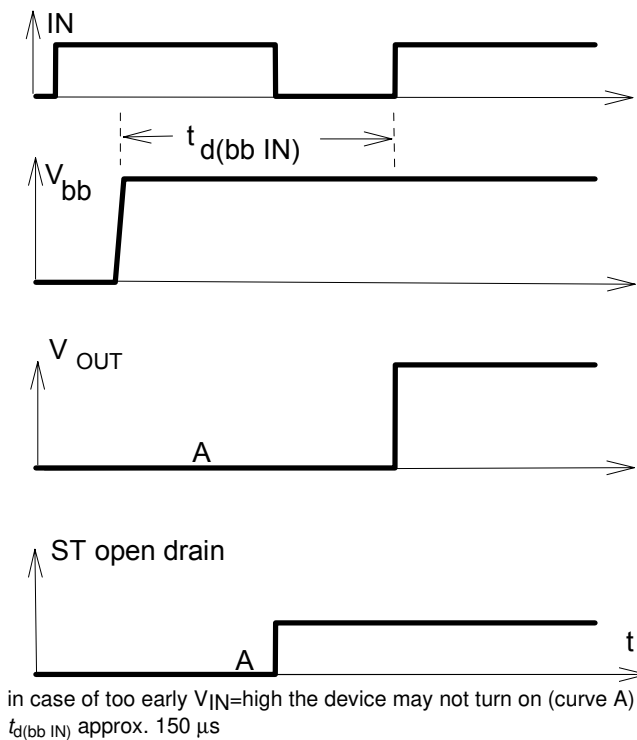 IN
t d(bb IN)
Vbb
V OUT
A
ST open drain
A
t
in case of too early VIN=high the device may not turn on (curve A)
td(bb IN) approx. 150 µs